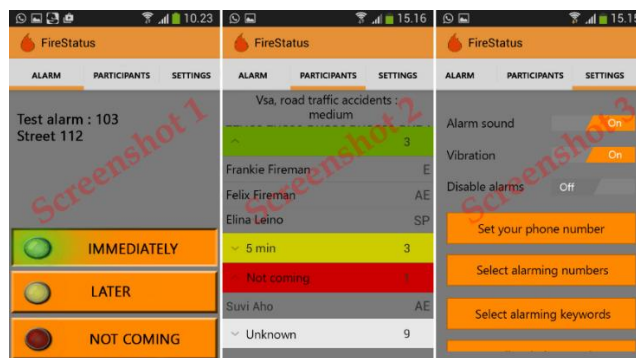 10.23
FireStatus
ALARM PARTICIPANTS SETTINGS
Test alarm : 103
Street 112
Screenshot 1
IMMEDIATELY
LATER
NOT COMING
15.16
FireStatus
ALARM PARTICIPANTS SETTINGS
Vsa, road traffic accidents :
medium
3
Screenshot 2
Frankie Fireman E
Felix Fireman AE
Elina Leino SP
5 min 3
Not coming 1
Suvi Aho AE
Unknown 9
15.15
FireStatus
ALARM PARTICIPANTS SETTINGS
Screenshot 3
Alarm sound On
Vibration On
Disable alarms Off
Set your phone number
Select alarming numbers
Select alarming keywords